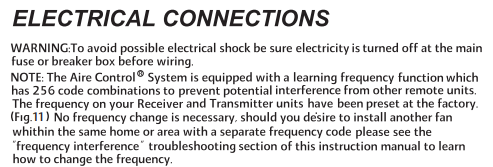 ELECTRICAL CONNECTIONS
WARNING:To avoid possible electrical shock be sure electricity is turned off at the main
fuse or breaker box before wiring.
NOTE: The Aire Control® System is equipped with a learning frequency function which
has 256 code combinations to prevent potential interference from other remote units.
The frequency on your Receiver and Transmitter units have been preset at the factory.
(Fig.11) No frequency change is necessary, should you desire to install another fan
whithin the same home or area with a separate frequency code please see the
"frequency interference" troubleshooting section of this instruction manual to learn
how to change the frequency.